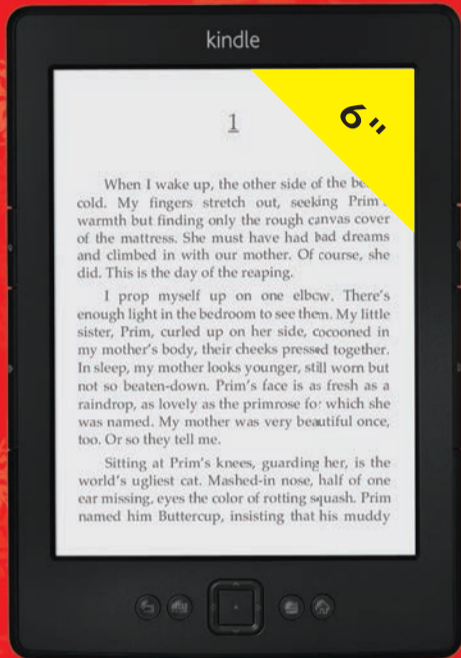 kindle
6"
1
When I wake up, the other side of the
cold. My fingers stretch out, seeking Prim's
warmth but finding only the rough canvas cover
of the mattress. She must have had bad dreams
and climbed in with our mother. Of course, she
did. This is the day of the reaping.
I prop myself up on one elbow. There's
enough light in the bedroom to see them. My little
sister, Prim, curled up on her side, cocooned in
my mother's body, their cheeks pressed together.
In sleep, my mother looks younger, still worn but
not so beaten-down. Prim's face is as fresh as a
raindrop, as lovely as the primrose for which she
was named. My mother was very beautiful once,
too. Or so they tell me.
Sitting at Prim's knees, guarding her, is the
world's ugliest cat. Mashed-in nose, half of one
ear missing, eyes the color of rotting squash. Prim
named him Buttercup, insisting that his muddy